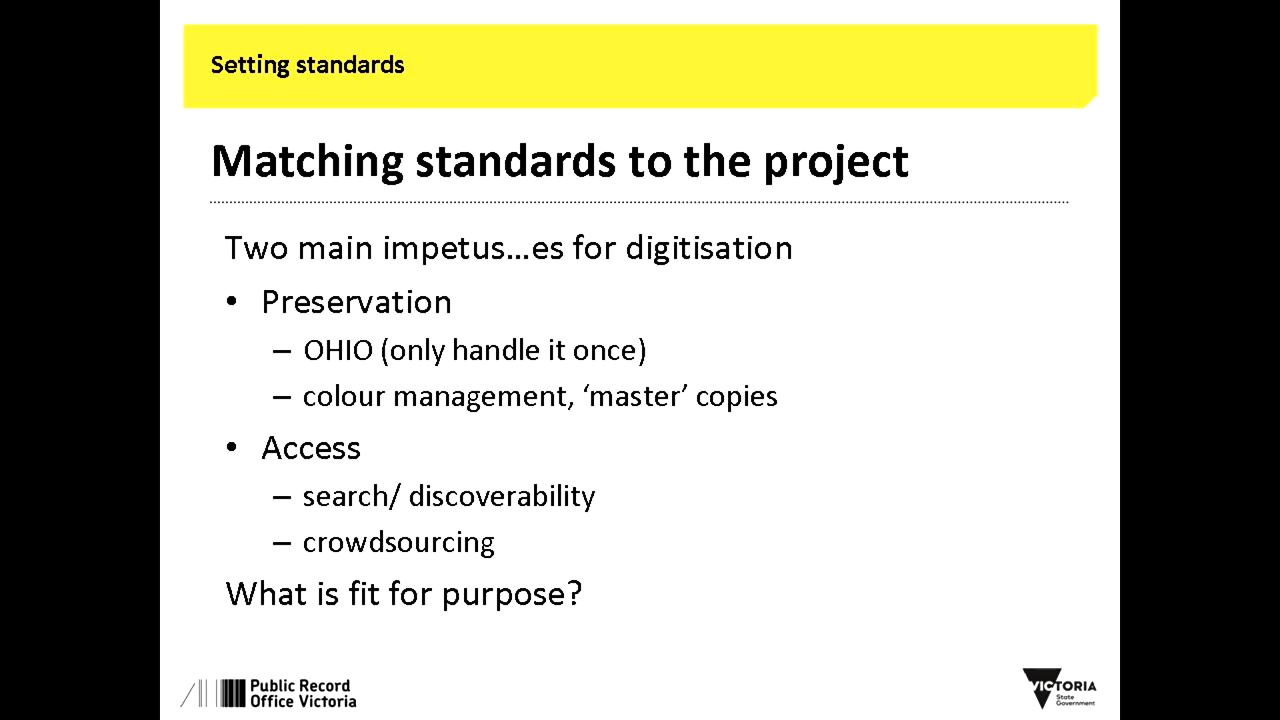 Setting standards
Matching standards to the project
Two main impetus…es for digitisation
• Preservation
– OHIO (only handle it once)
– colour management, ‘master’ copies
• Access
– search/ discoverability
– crowdsourcing
What is fit for purpose?
Public Record
Office Victoria
VICTORIA
State
Government